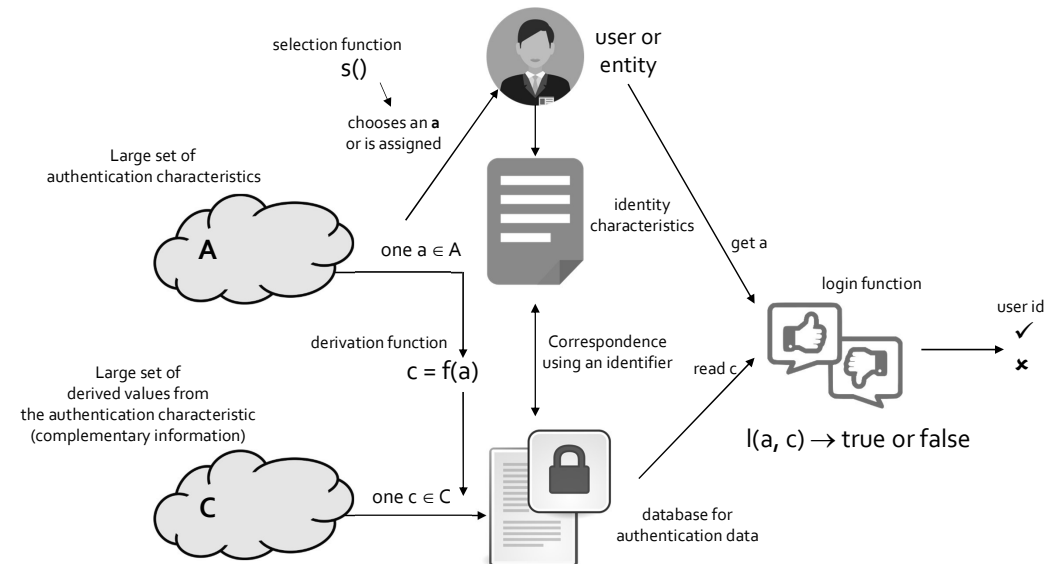 selection function
s()
chooses an a
or is assigned
user or
entity
Large set of
authentication characteristics
A
one a ∈ A
identity
characteristics
get a
login function
user id
✓
✗
derivation function
c = f(a)
Correspondence
using an identifier
read c
l(a, c) → true or false
Large set of
derived values from
the authentication characteristic
(complementary information)
C
one c ∈ C
database for
authentication data